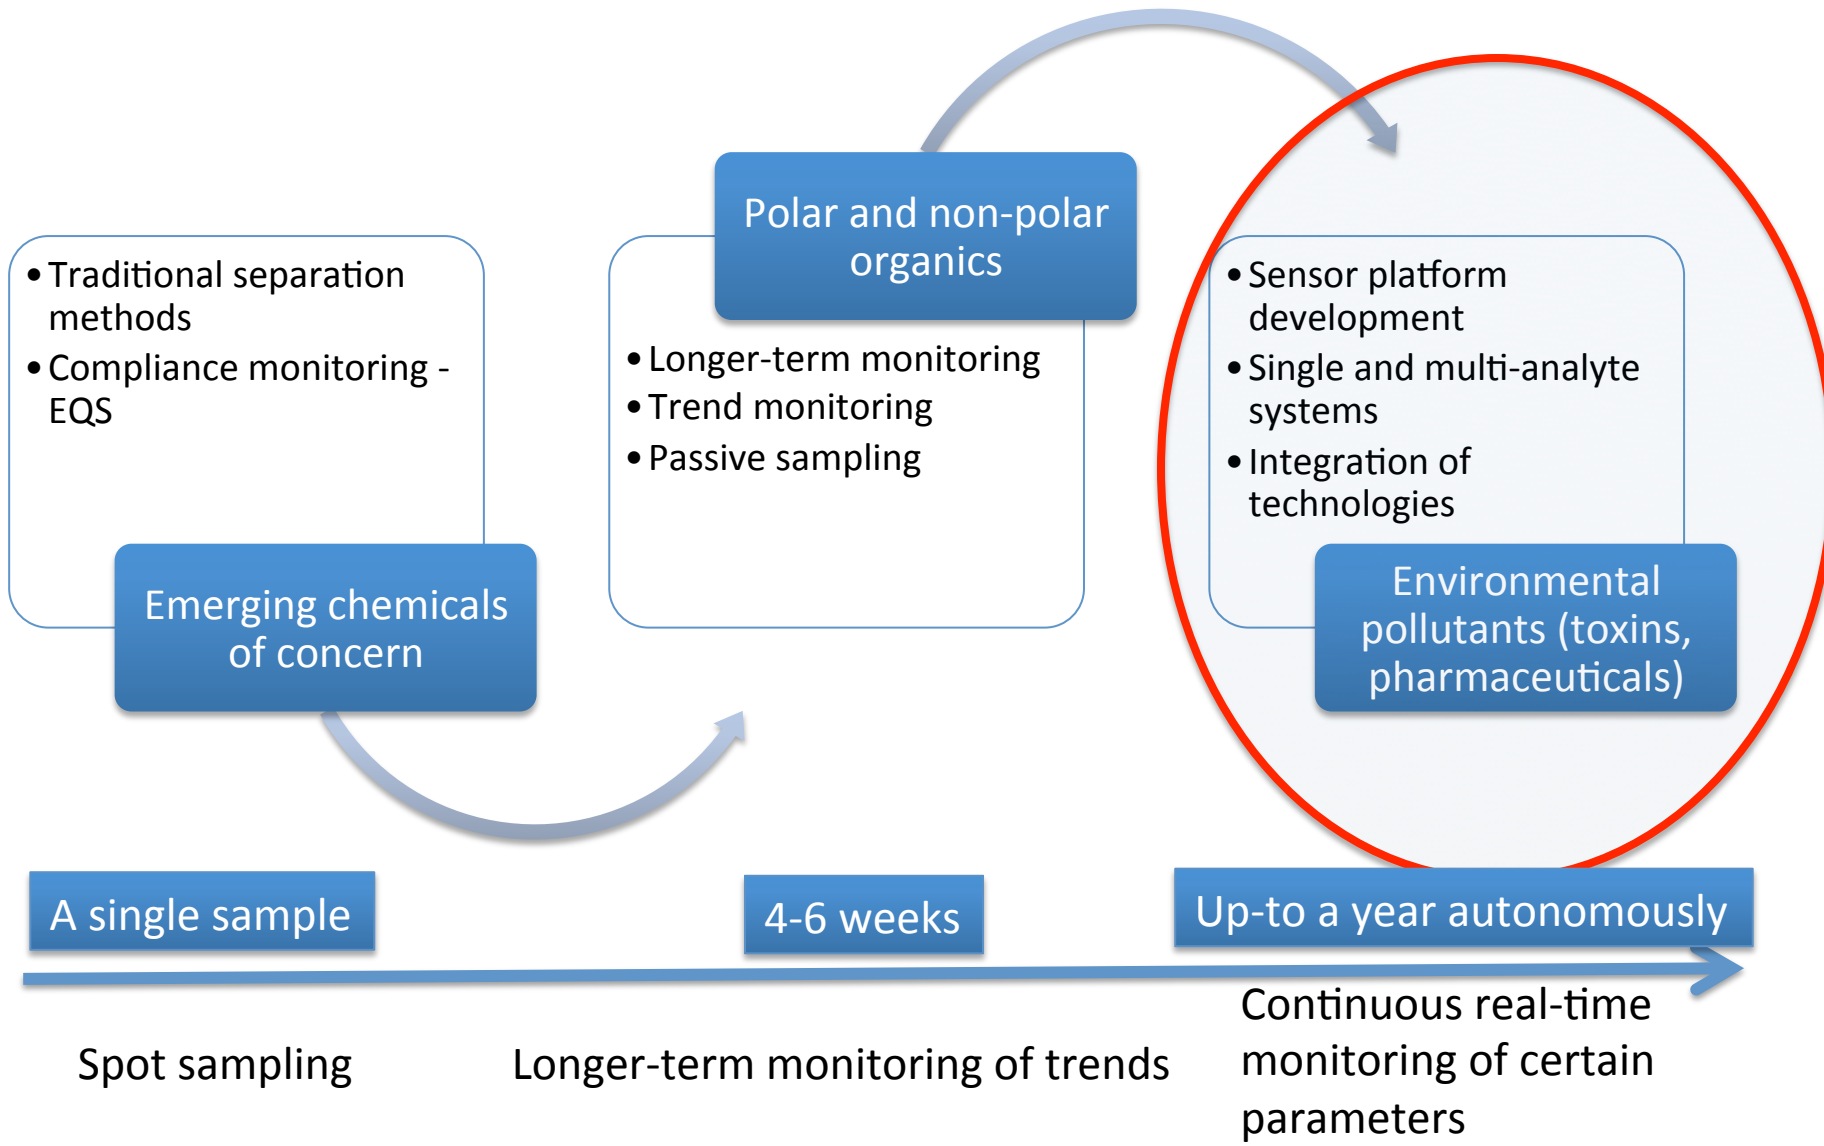 • Traditional separation
methods
• Compliance monitoring -
EQS
Emerging chemicals
of concern
Polar and non-polar
organics
• Longer-term monitoring
• Trend monitoring
• Passive sampling
• Sensor platform
development
• Single and multi-analyte
systems
• Integration of
technologies
Environmental
pollutants (toxins,
pharmaceuticals)
A single sample
4-6 weeks
Up-to a year autonomously
Spot sampling
Longer-term monitoring of trends
Continuous real-time
monitoring of certain
parameters